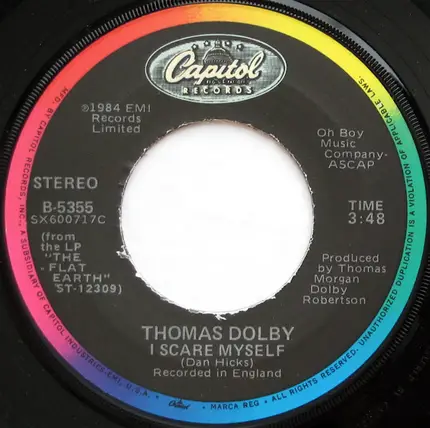 Capitol
RECORDS
℗1984 EMI
Records
Limited
Oh Boy
Music
Company-
ASCAP
STEREO
B-5355
SX600717C
TIME
3:48
(from
the LP
"THE
FLAT
EARTH"
ST-12309)
Produced
by Thomas
Morgan
Dolby
Robertson
THOMAS DOLBY
I SCARE MYSELF
(Dan Hicks)
Recorded in England
MFD. BY CAPITOL RECORDS, INC., A SUBSIDIARY OF CAPITOL INDUSTRIES-EMI, INC., U.S.A. • Capitol • MARCA REG. • ALL RIGHTS RESERVED. UNAUTHORIZED DUPLICATION IS A VIOLATION OF APPLICABLE LAWS.